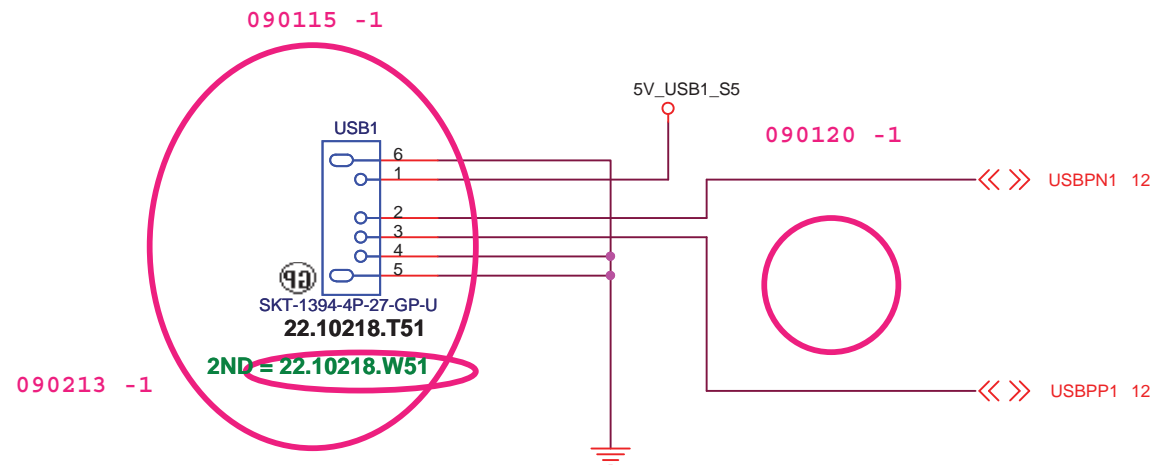 090115 -1
5V_USB1_S5
USB1
090120 -1
6
1
USBPN1 12
2
3
4
5
GP
SKT-1394-4P-27-GP-U
22.10218.T51
2ND = 22.10218.W51
090213 -1
USBPP1 12